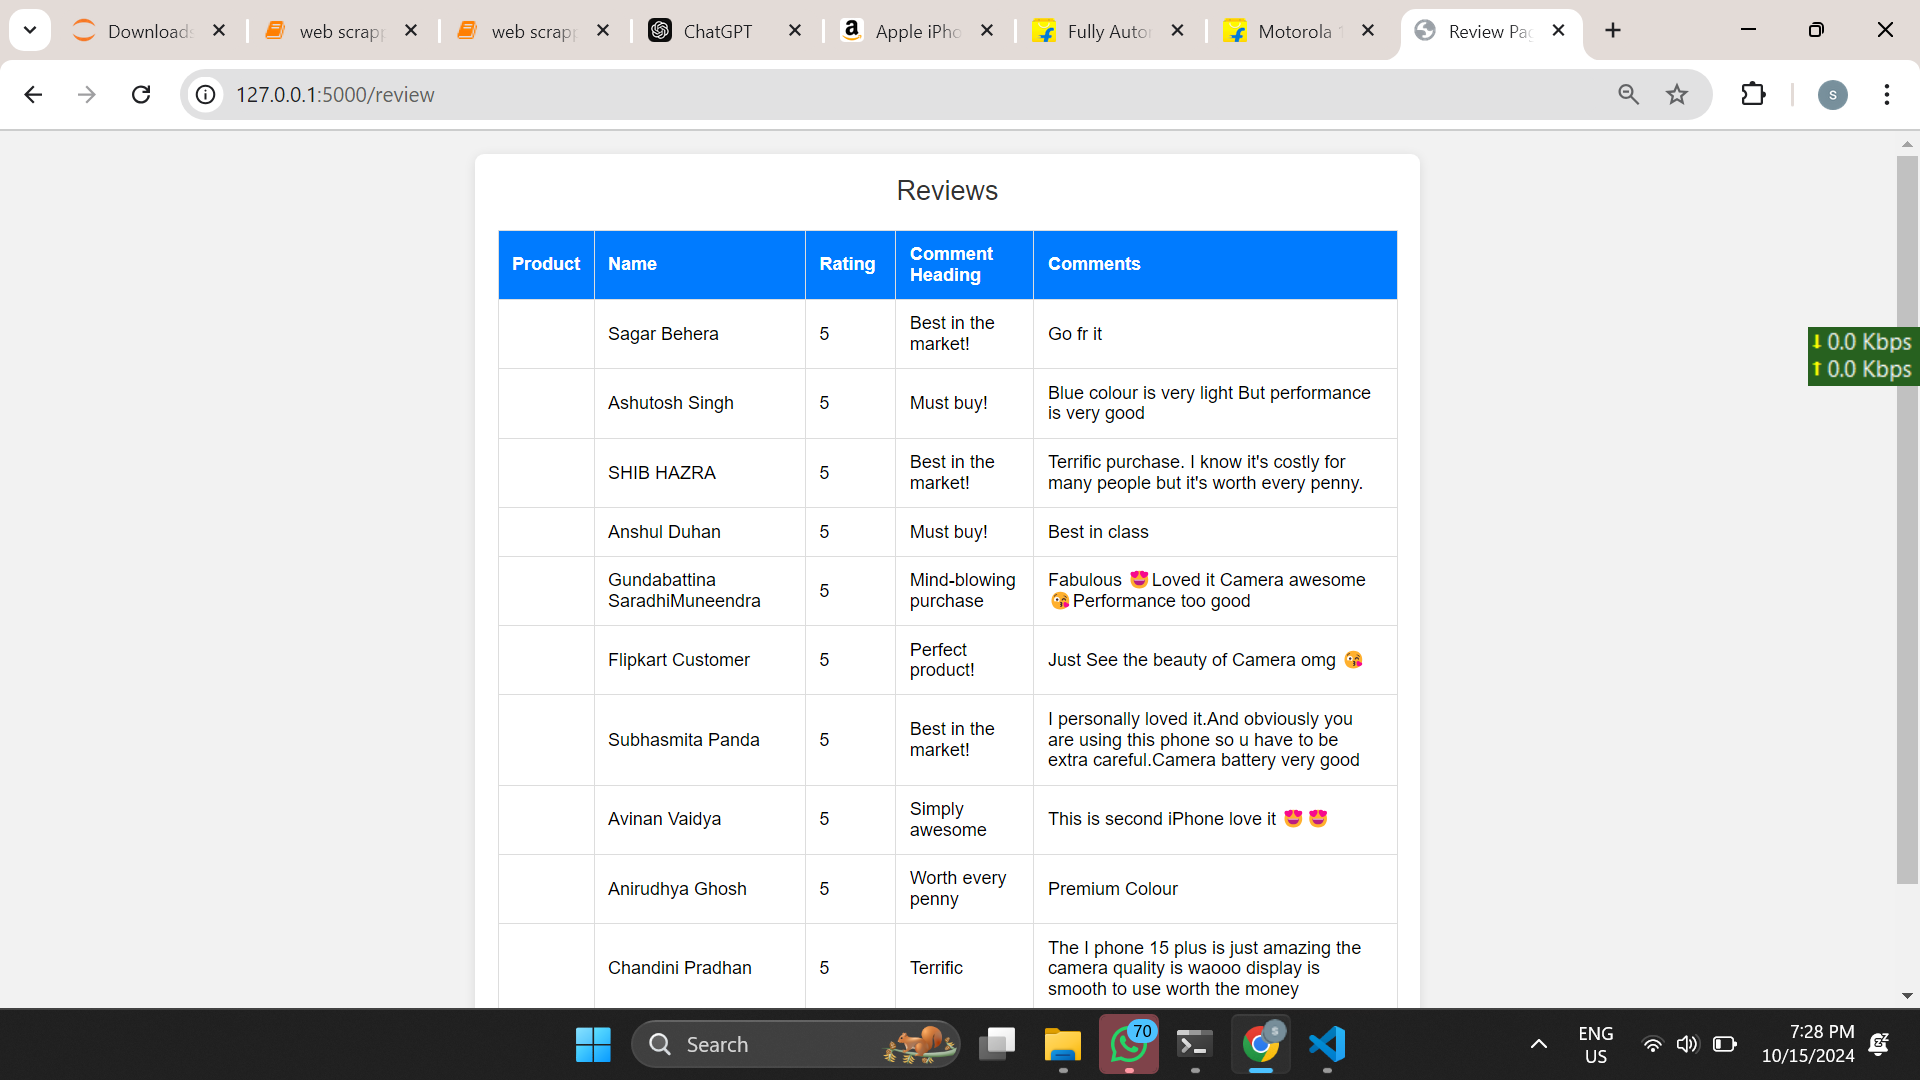 Downloads
web scrapp
web scrapp
ChatGPT
Apple iPho
Fully Autor
Motorola 1
Review Pag
127.0.0.1:5000/review
s
Reviews
Product Name Rating Comment Heading Comments
Sagar Behera 5 Best in the market! Go fr it
Ashutosh Singh 5 Must buy! Blue colour is very light But performance is very good
SHIB HAZRA 5 Best in the market! Terrific purchase. I know it's costly for many people but it's worth every penny.
Anshul Duhan 5 Must buy! Best in class
Gundabattina SaradhiMuneendra 5 Mind-blowing purchase Fabulous 😍Loved it Camera awesome 😘Performance too good
Flipkart Customer 5 Perfect product! Just See the beauty of Camera omg 😘
Subhasmita Panda 5 Best in the market! I personally loved it.And obviously you are using this phone so u have to be extra careful.Camera battery very good
Avinan Vaidya 5 Simply awesome This is second iPhone love it 😍😍
Anirudhya Ghosh 5 Worth every penny Premium Colour
Chandini Pradhan 5 Terrific The I phone 15 plus is just amazing the camera quality is waooo display is smooth to use worth the money
0.0 Kbps
0.0 Kbps
Search
70
s
ENG
US
7:28 PM
10/15/2024